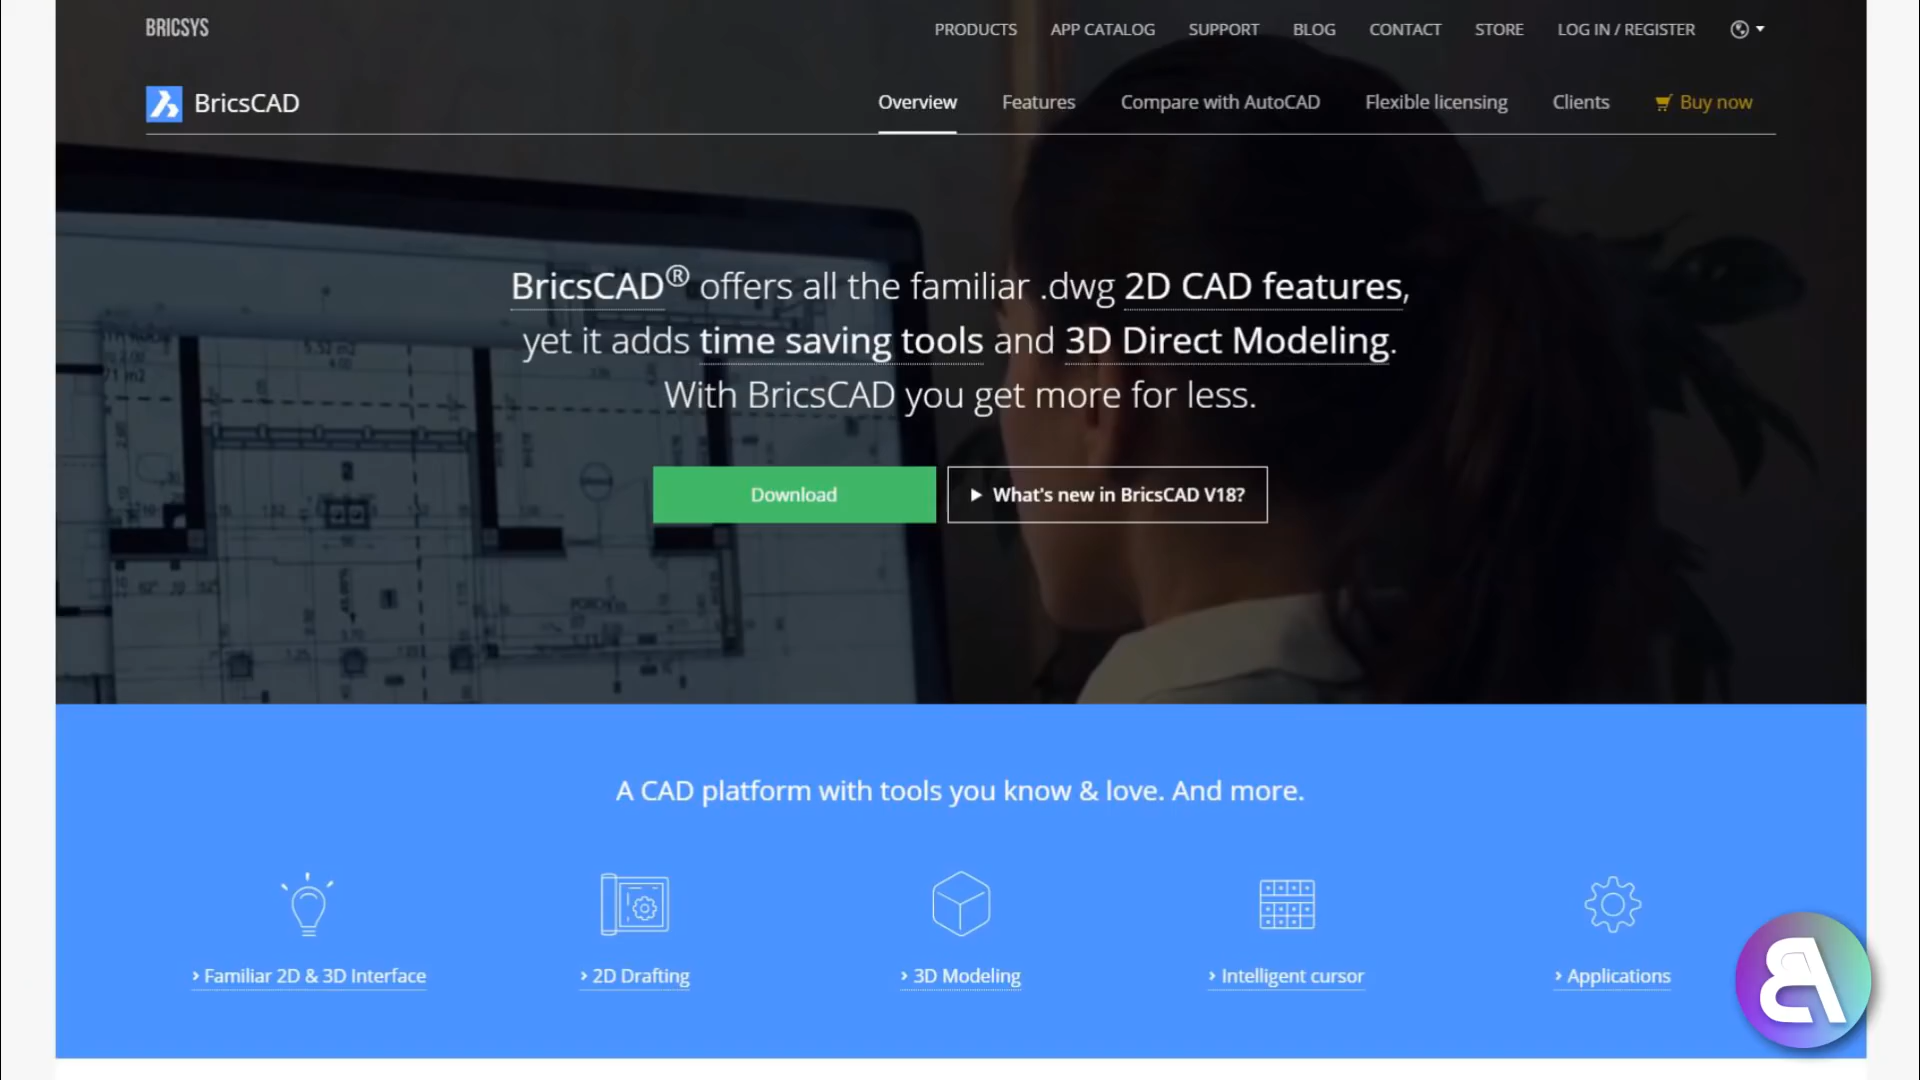 BRICSYS
PRODUCTS APP CATALOG SUPPORT BLOG CONTACT STORE LOG IN / REGISTER
BricsCAD
Overview Features Compare with AutoCAD Flexible licensing Clients Buy now
BricsCAD® offers all the familiar .dwg 2D CAD features,
yet it adds time saving tools and 3D Direct Modeling.
With BricsCAD you get more for less.
Download
What's new in BricsCAD V18?
PORCH
A CAD platform with tools you know & love. And more.
› Familiar 2D & 3D Interface
› 2D Drafting
› 3D Modeling
› Intelligent cursor
› Applications